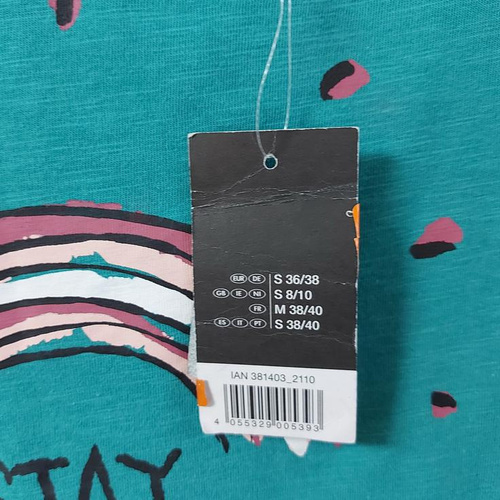 EUR DE S 36/38
GB IE NI S 8/10
FR M 38/40
ES IT PT S 38/40
IAN 381403_2110
4 055329 005393
STAY